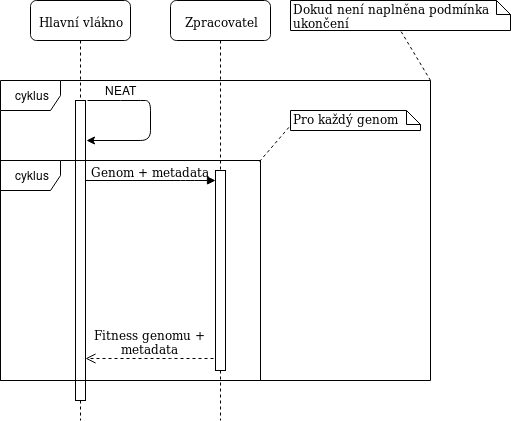 Hlavní vlákno
Zpracovatel
Dokud není naplněna podmínka
ukončení
cyklus
NEAT
Pro každý genom
cyklus
Genom + metadata
Fitness genomu +
metadata